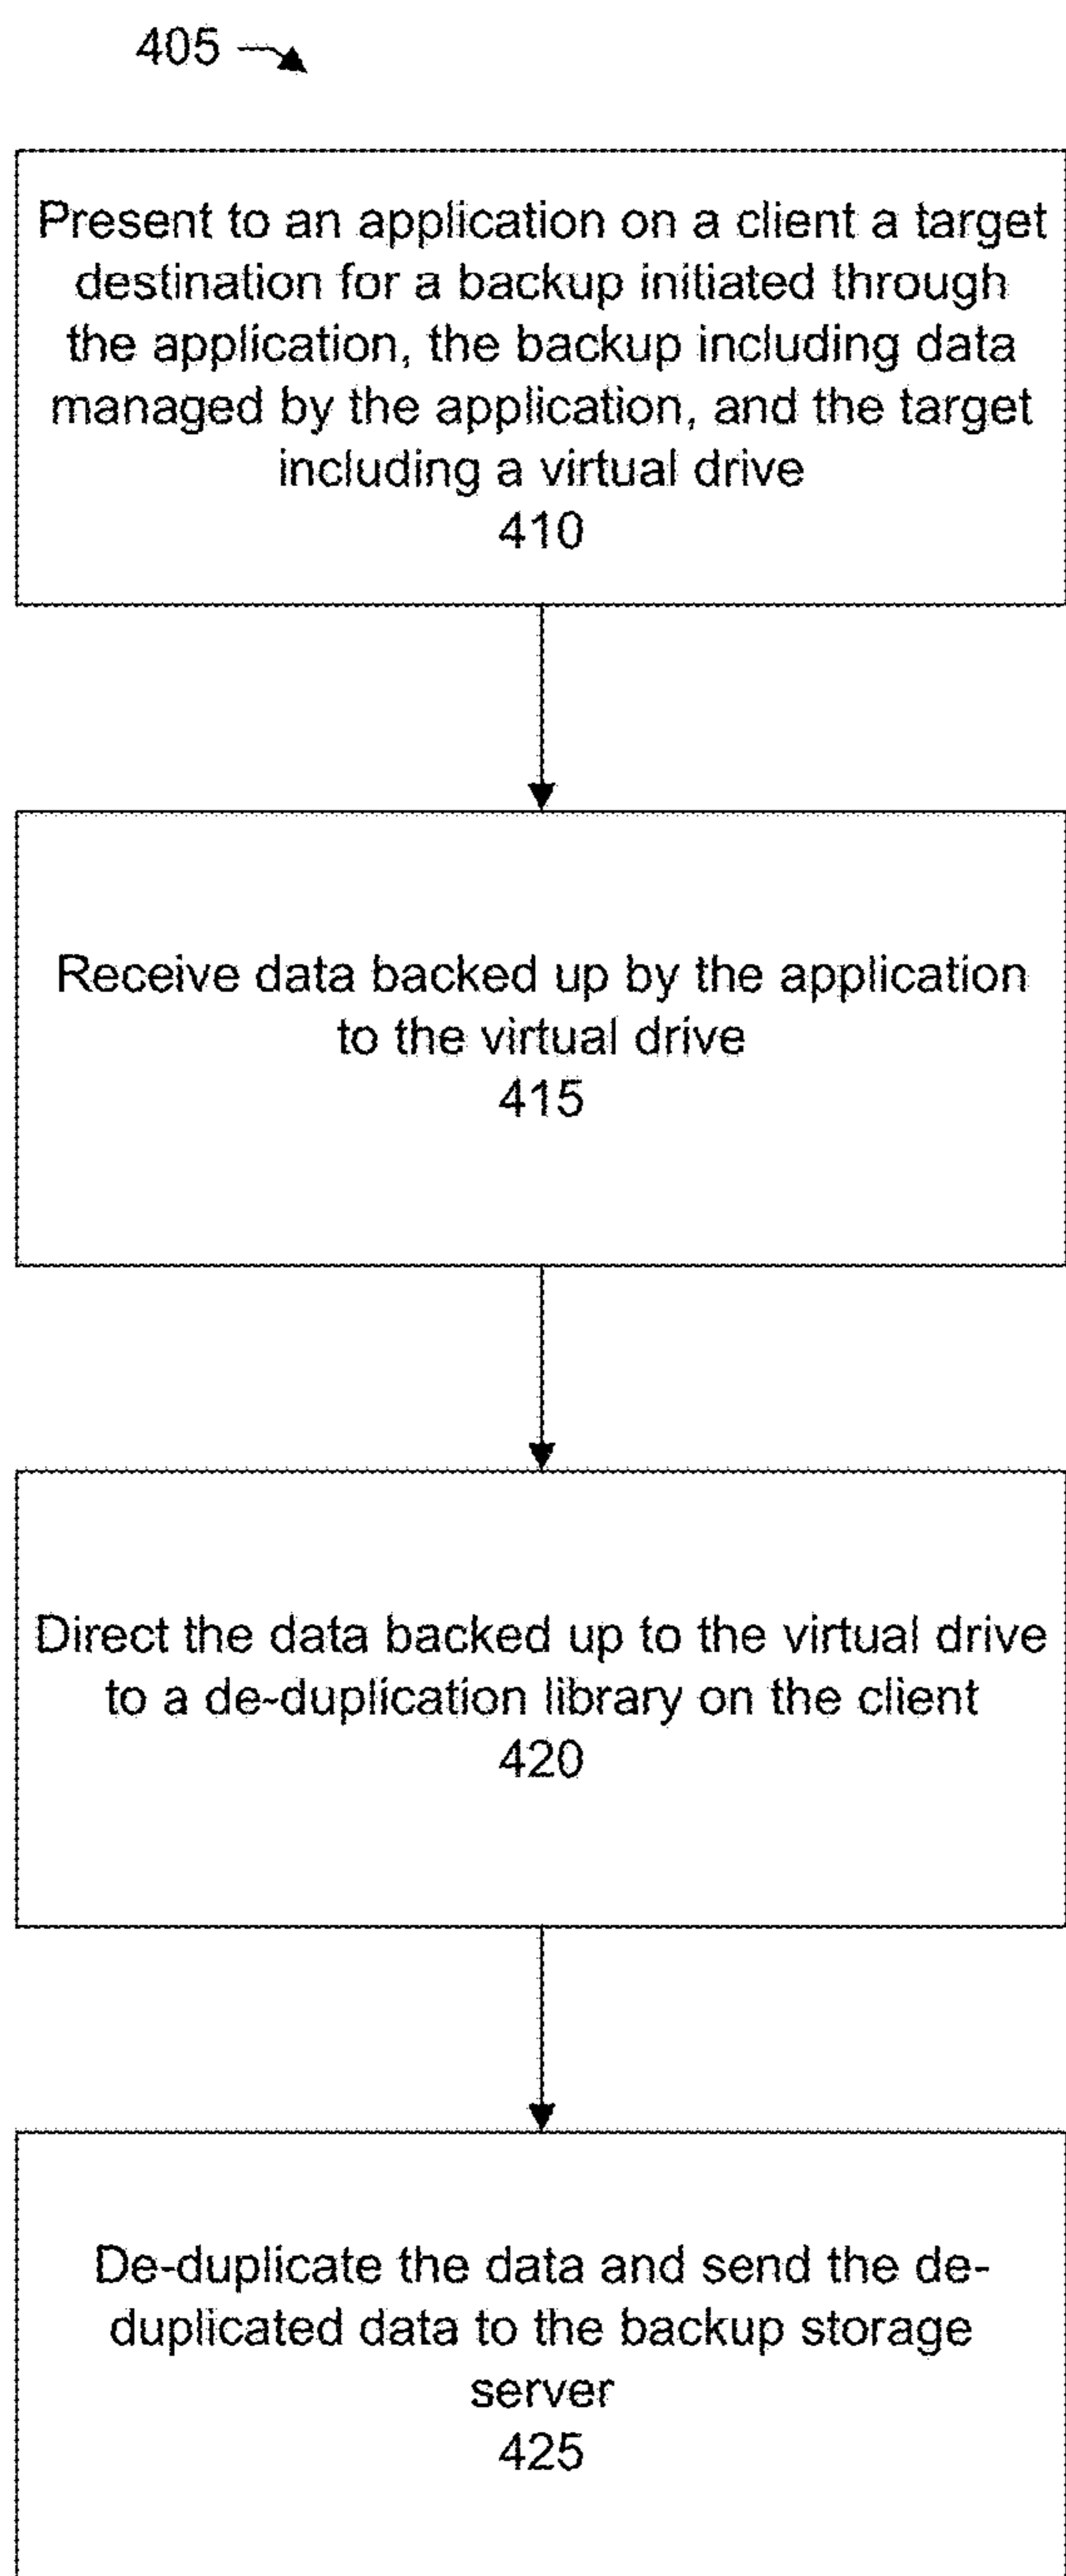 405
Present to an application on a client a target
destination for a backup initiated through
the application, the backup including data
managed by the application, and the target
including a virtual drive
410
Receive data backed up by the application
to the virtual drive
415
Direct the data backed up to the virtual drive
to a de-duplication library on the client
420
De-duplicate the data and send the de-
duplicated data to the backup storage
server
425